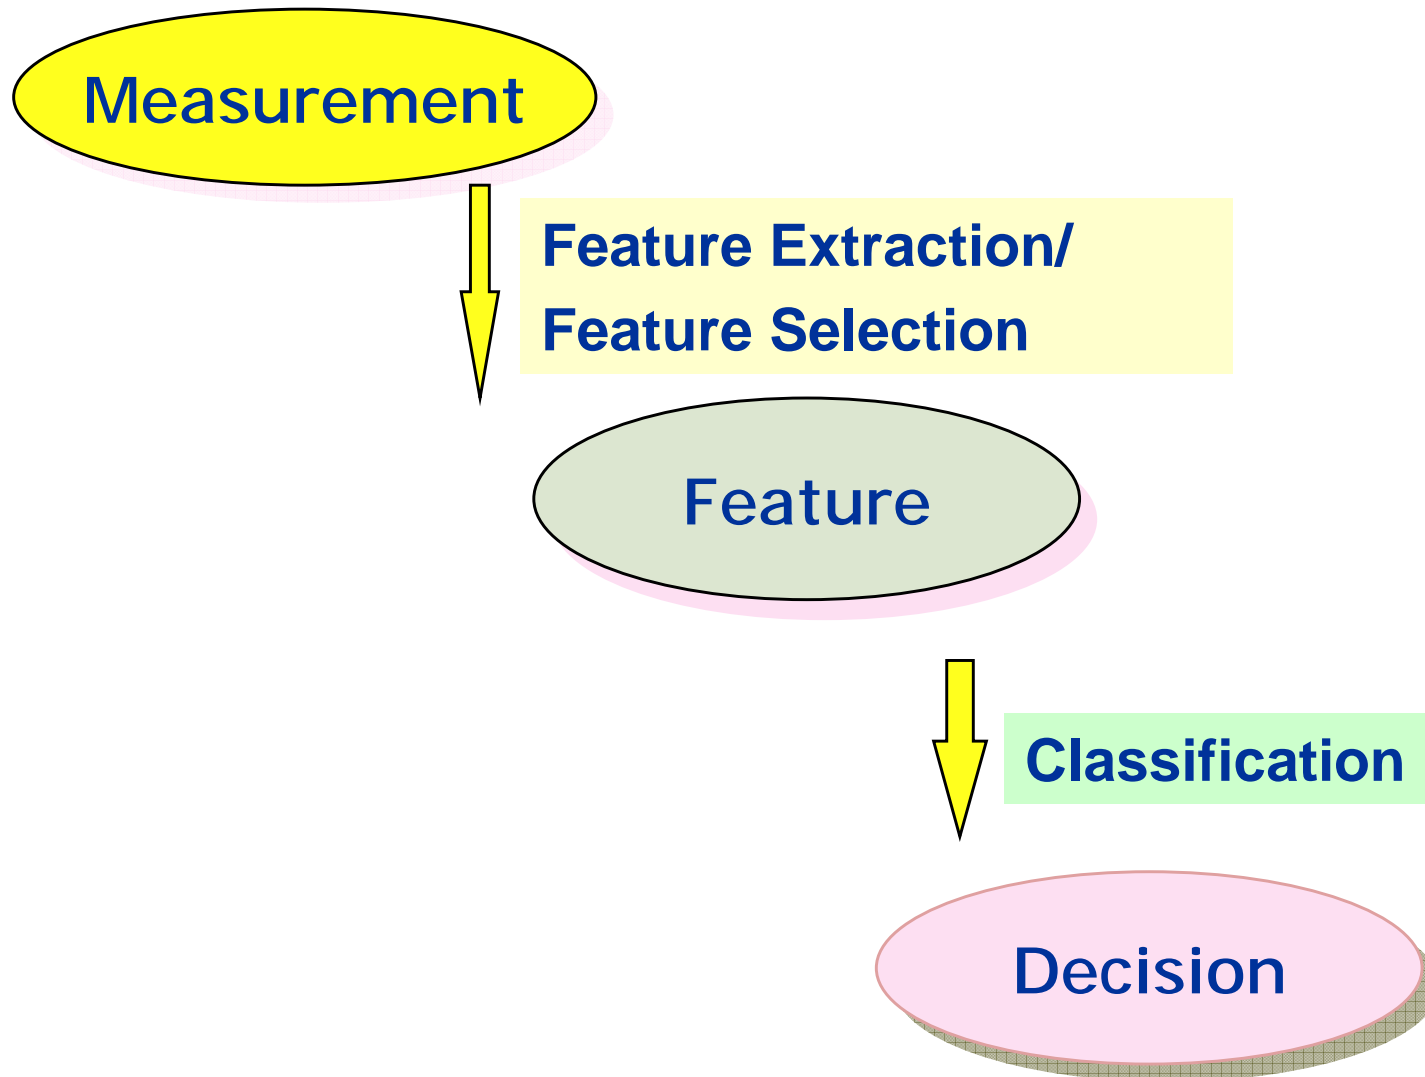 Measurement
Feature Extraction/
Feature Selection
Feature
Classification
Decision